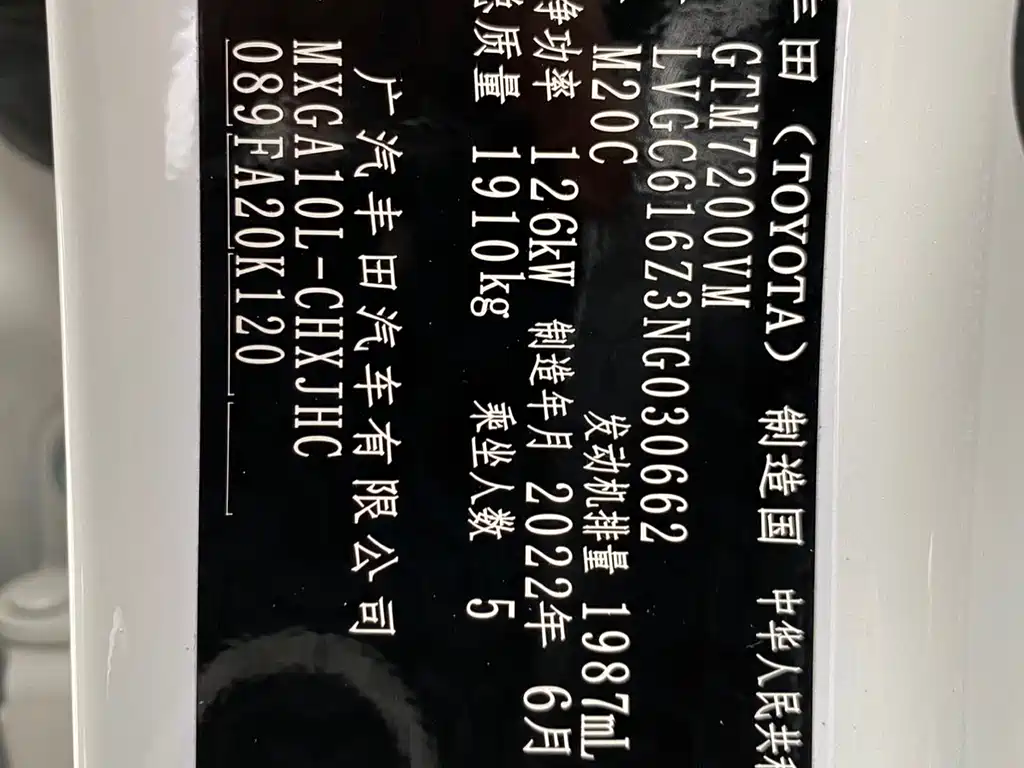 丰田 (TOYOTA) 制造国 中华人民共和
GTM7200VM
LVGC616Z3NG030662
M20C 发动机排量 1987mL
净功率 126kW 制造年月 2022年 6月
总质量 1910kg 乘坐人数 5
广汽丰田汽车有限公司
MXGA10L-CHXJHC
089FA20K120